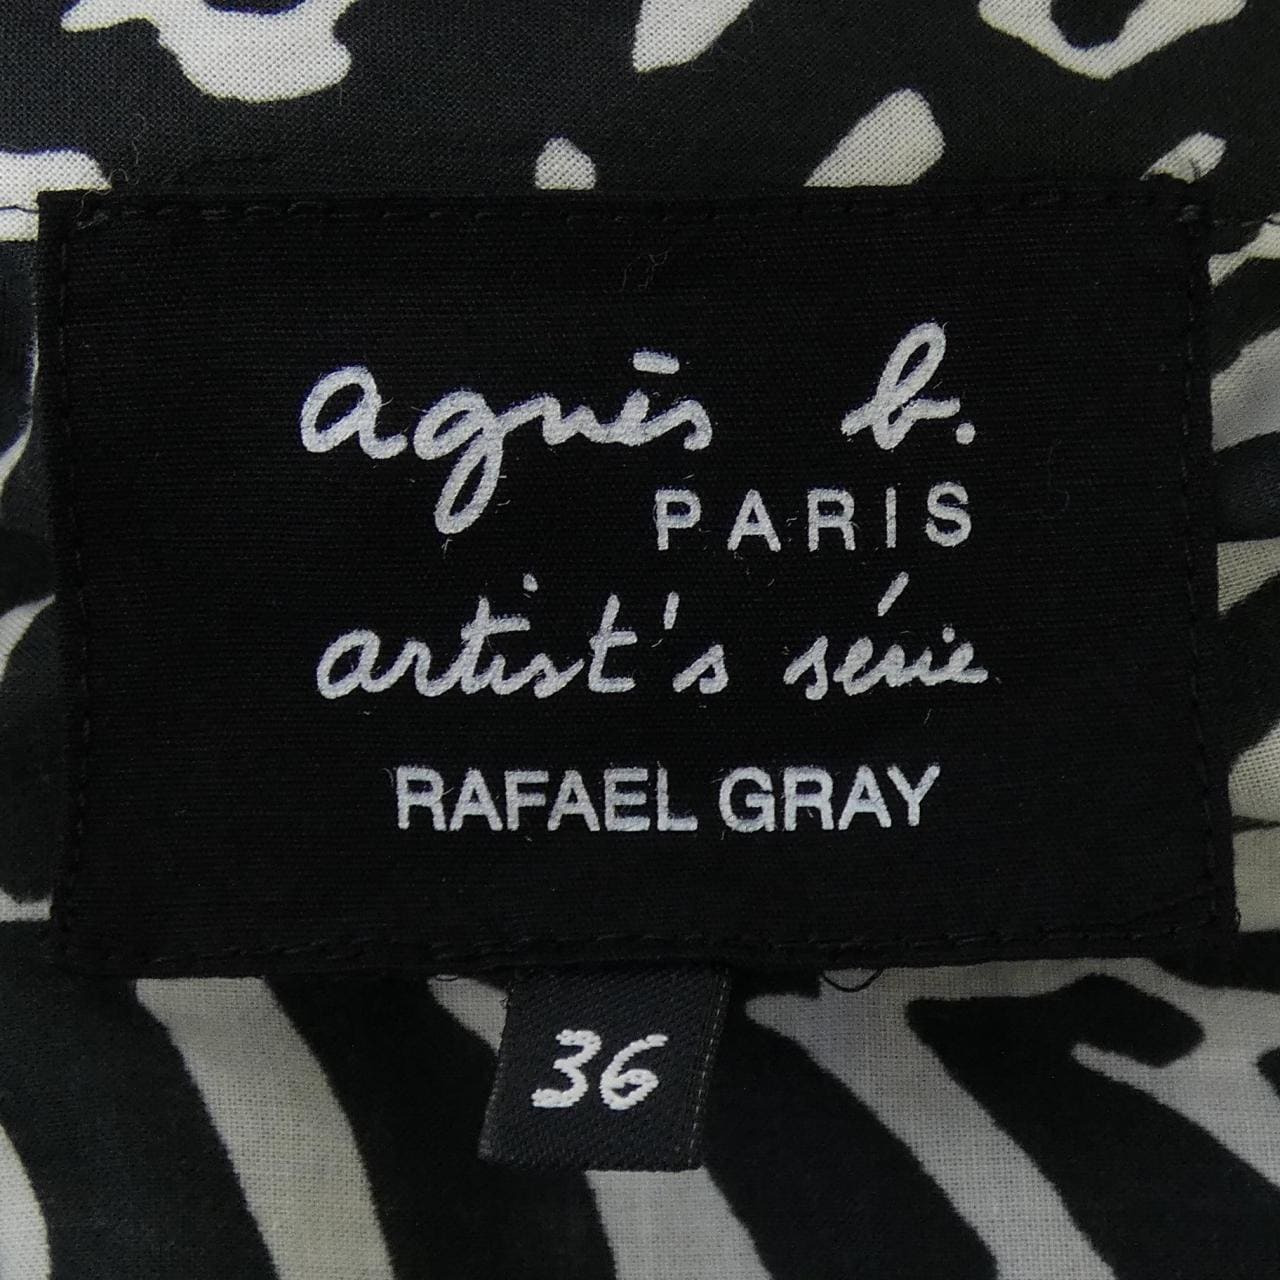 agnès b.
PARIS
artist's série
RAFAEL GRAY
36